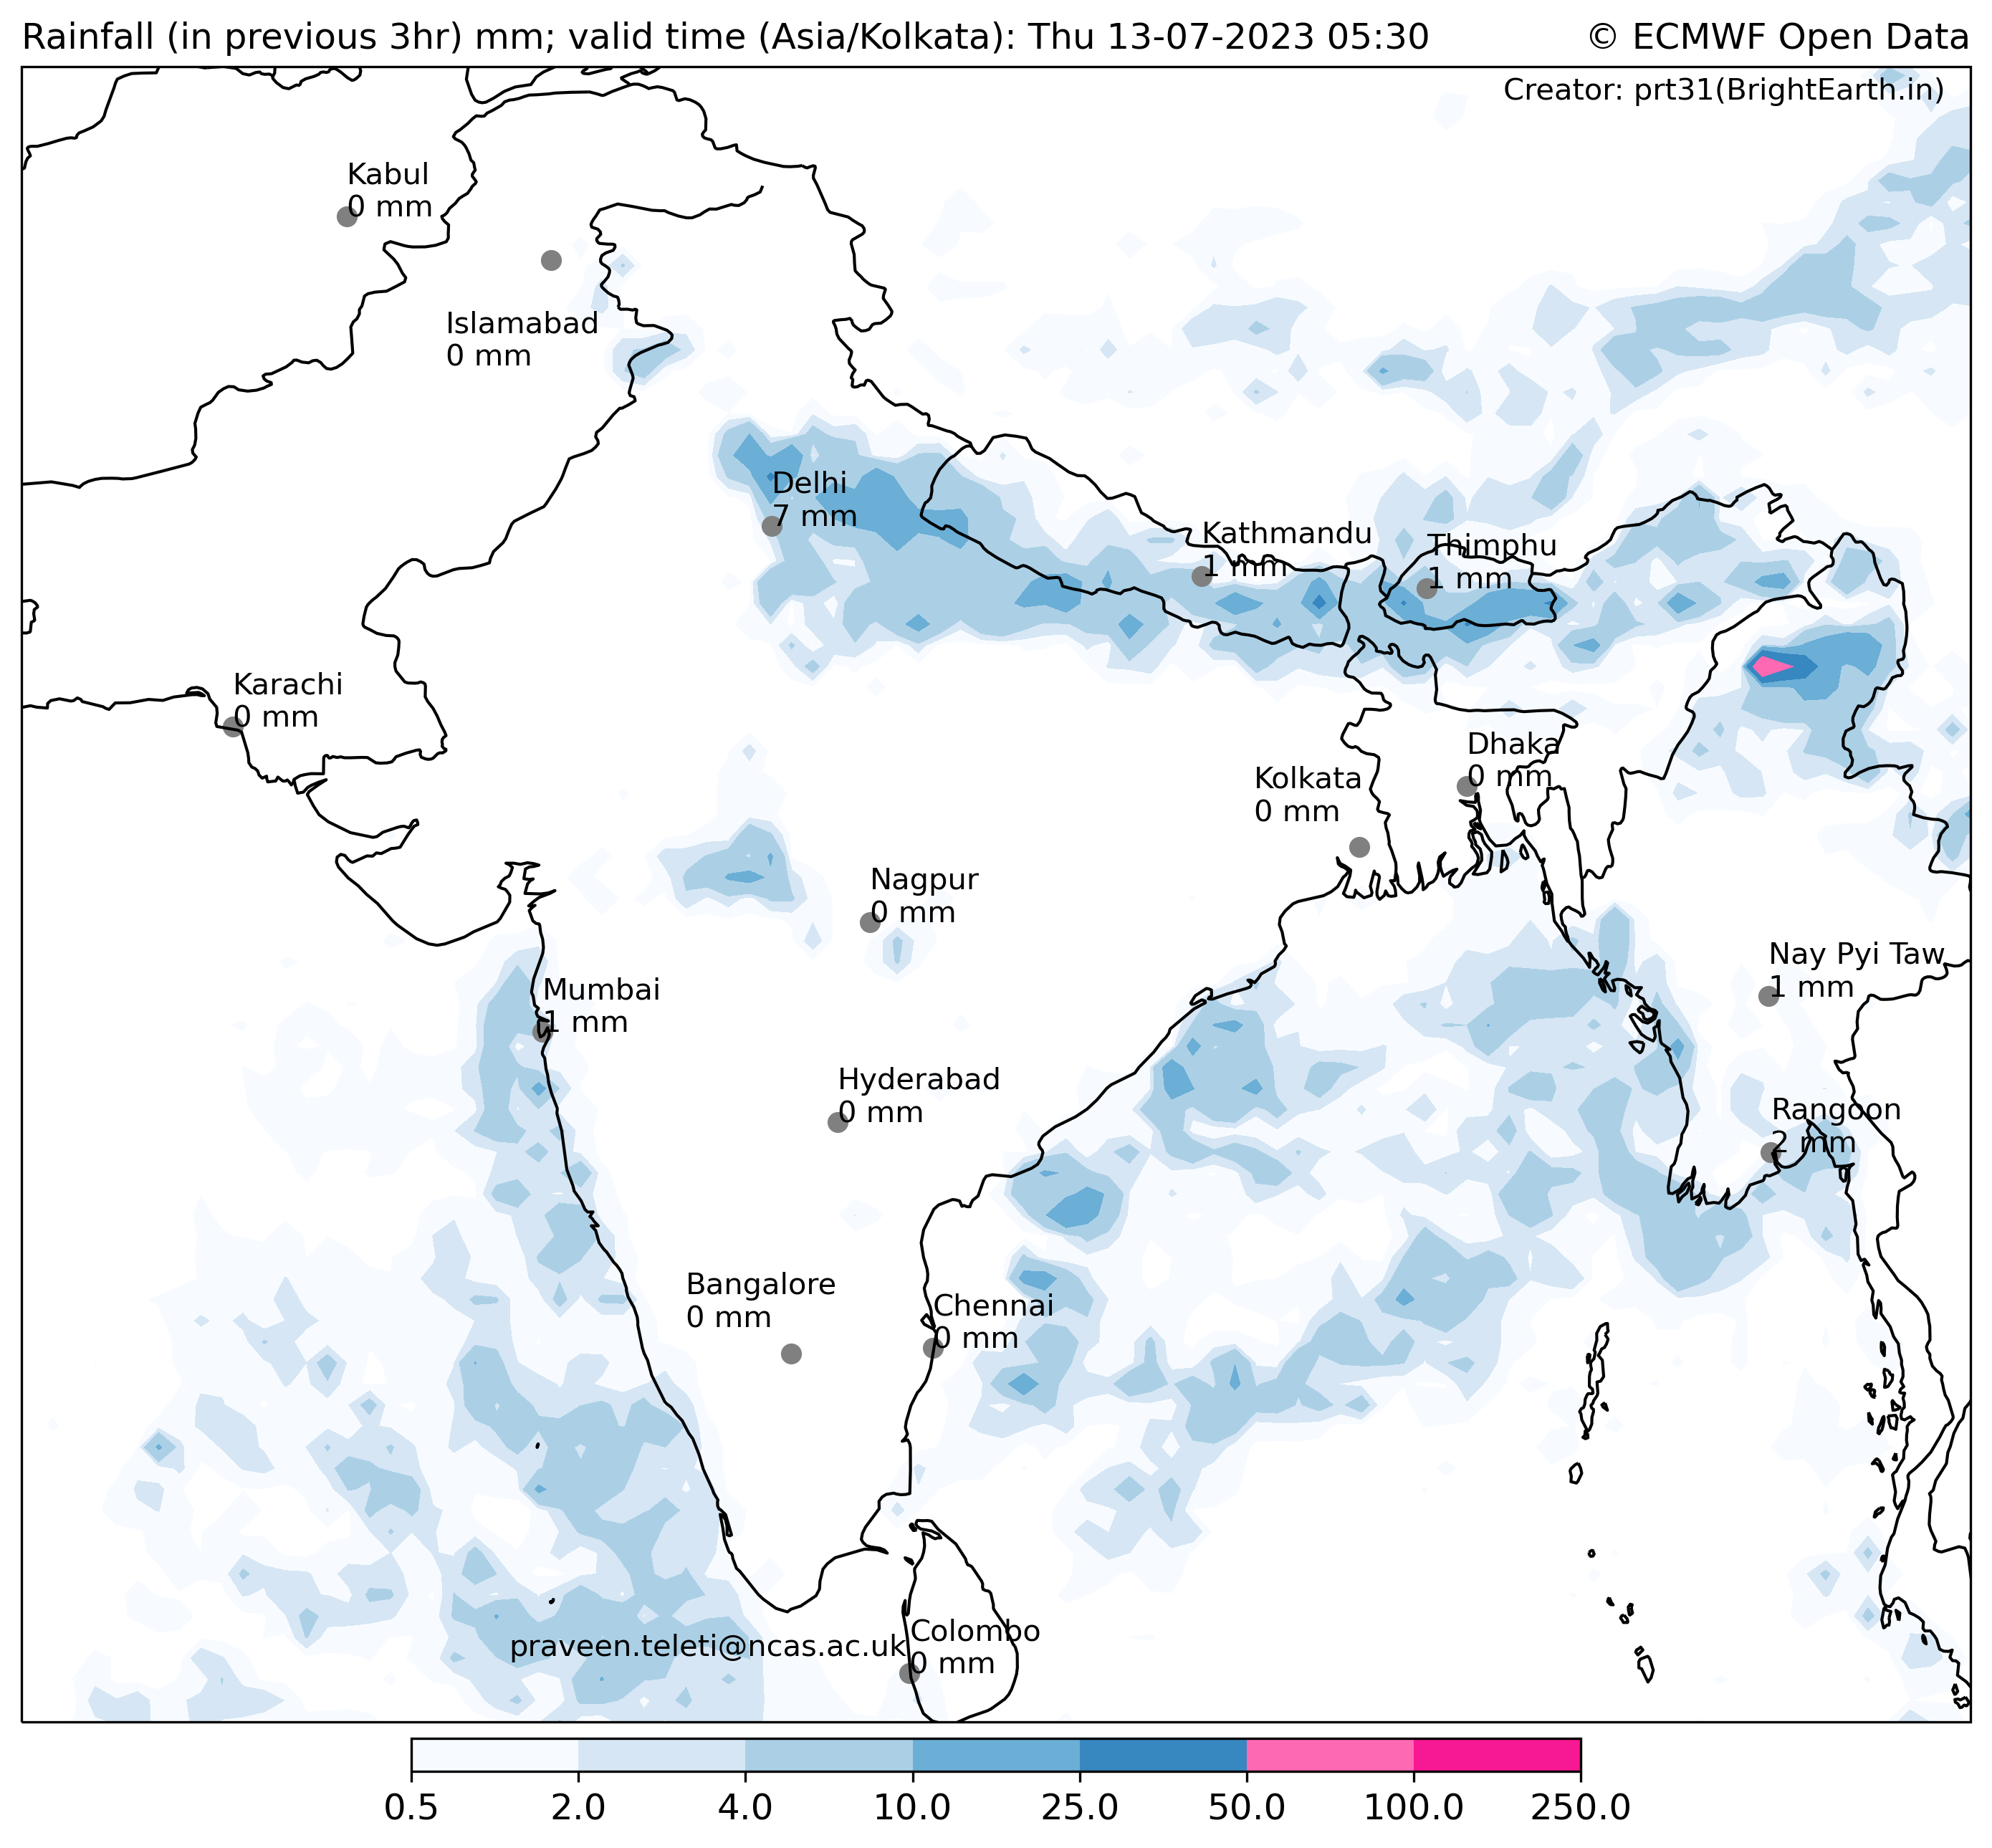 Rainfall (in previous 3hr) mm; valid time (Asia/Kolkata): Thu 13-07-2023 05:30
© ECMWF Open Data
Creator: prt31(BrightEarth.in)
Kabul
0 mm
Islamabad
0 mm
Delhi
7 mm
Kathmandu
1 mm
Thimphu
1 mm
Karachi
0 mm
Dhaka
0 mm
Kolkata
0 mm
Nagpur
0 mm
Nay Pyi Taw
1 mm
Mumbai
1 mm
Hyderabad
0 mm
Rangoon
2 mm
Bangalore
0 mm
Chennai
0 mm
Colombo
0 mm
praveen.teleti@ncas.ac.uk
0.5 2.0 4.0 10.0 25.0 50.0 100.0 250.0